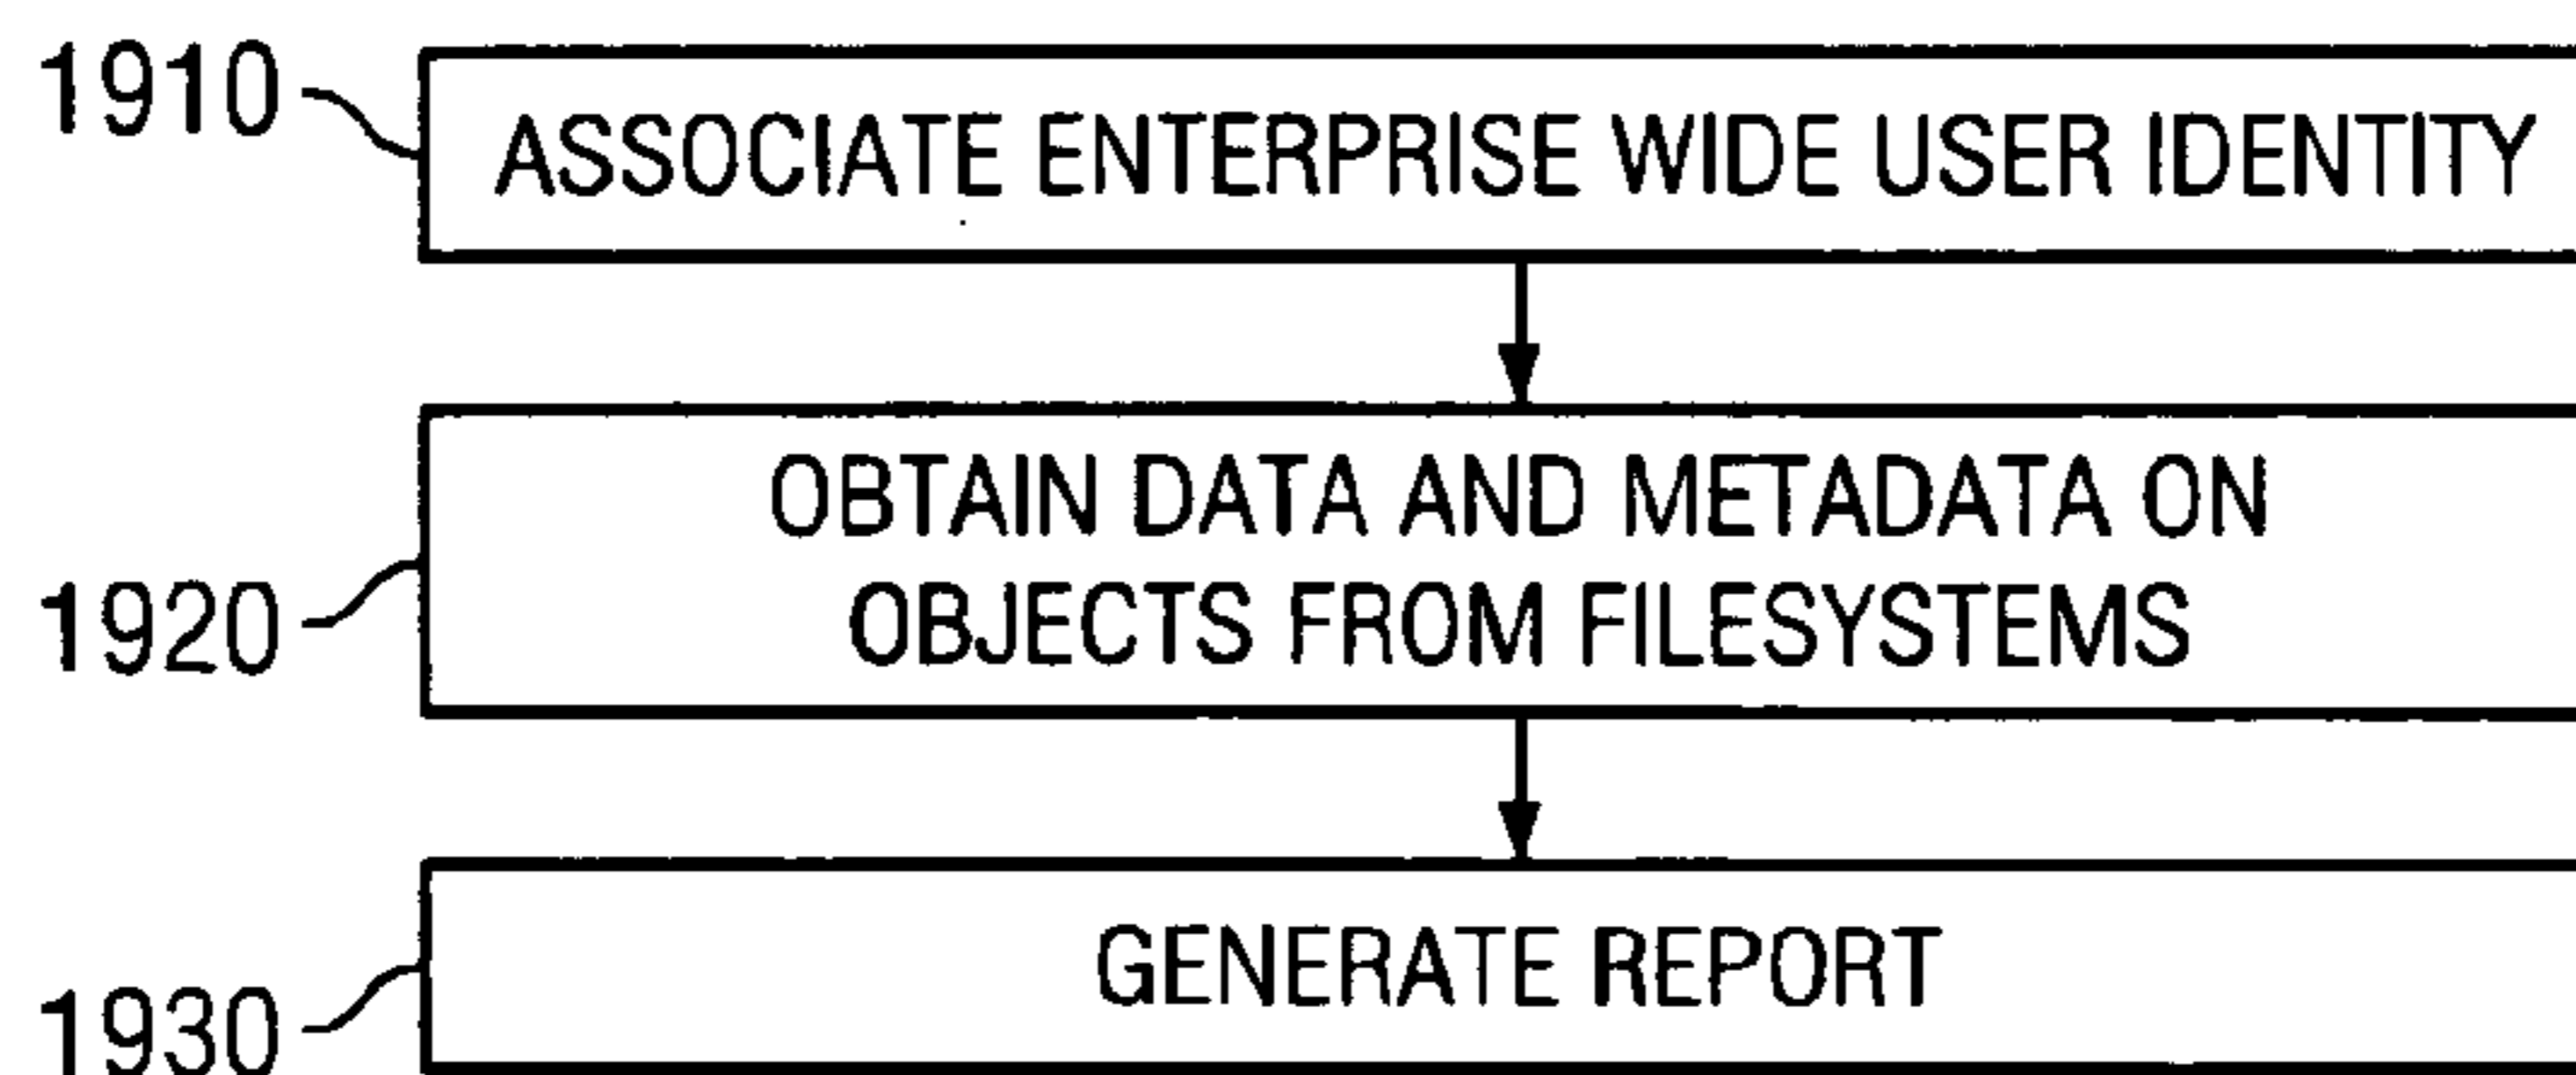 1910
ASSOCIATE ENTERPRISE WIDE USER IDENTITY
OBTAIN DATA AND METADATA ON
OBJECTS FROM FILESYSTEMS
1920
GENERATE REPORT
1930